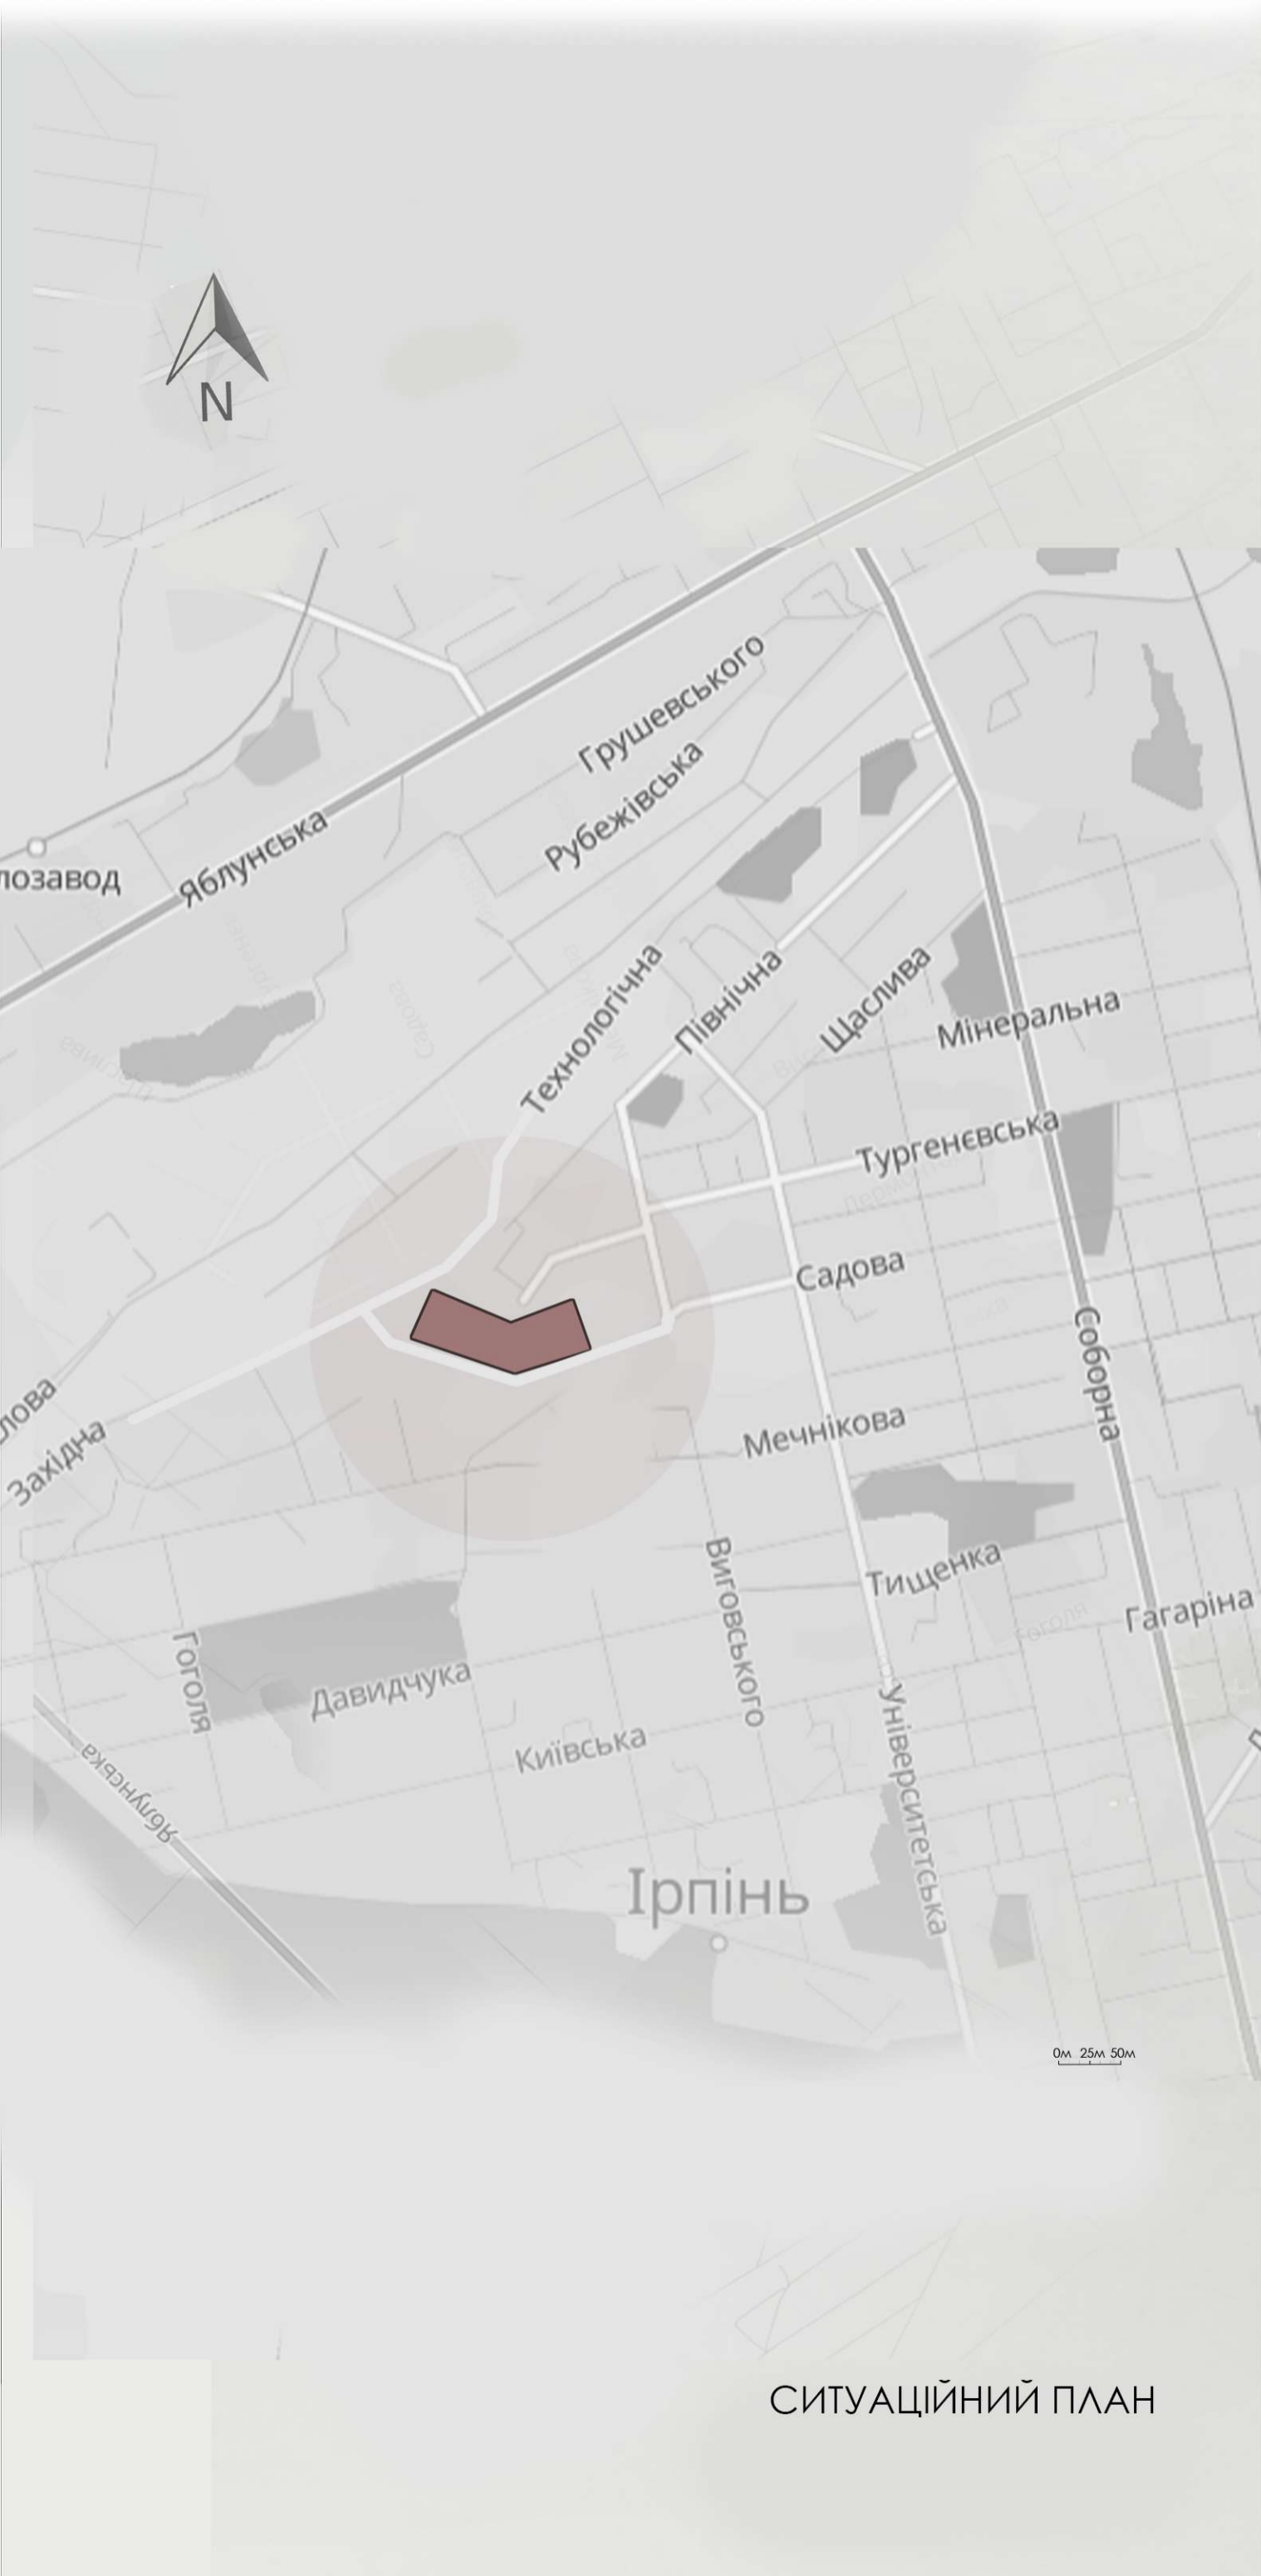 N
Грушевського
Рубежівська
Яблунська
лозавод
Технологічна
Північна
Щаслива
Мінеральна
Тургенєвська
Садова
Соборна
лова
Західна
Мечнікова
Тищенка
Гагаріна
Виговського
Гоголя
Давидчука
Київська
Університетська
Яблунська
Ірпінь
0м 25м 50м
СИТУАЦІЙНИЙ ПЛАН